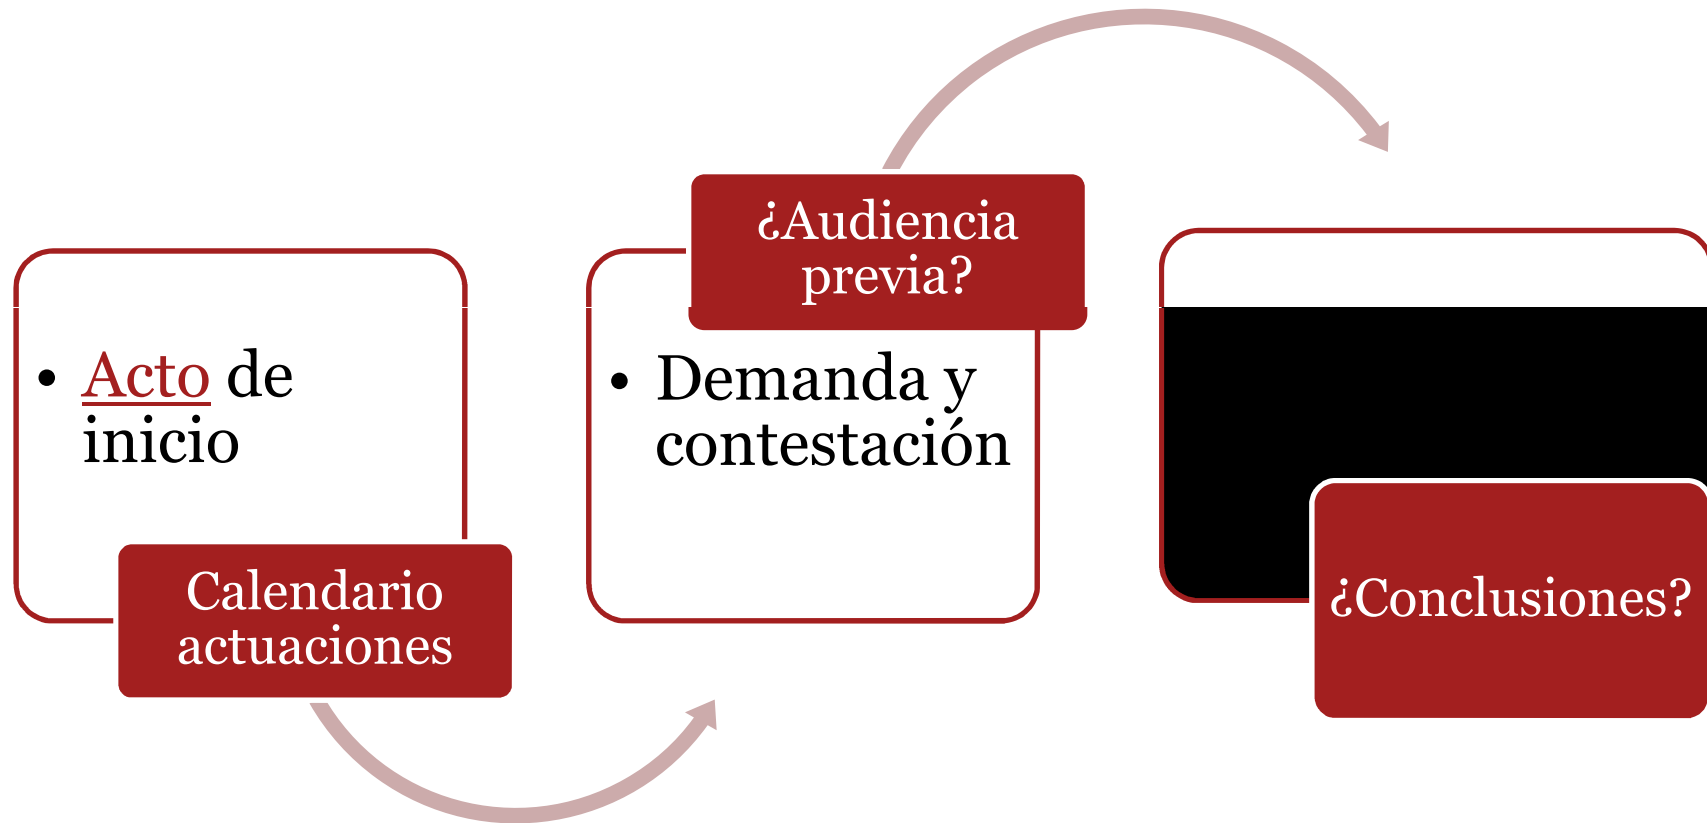 • Acto de
inicio
Calendario
actuaciones
¿Audiencia
previa?
• Demanda y
contestación
¿Conclusiones?